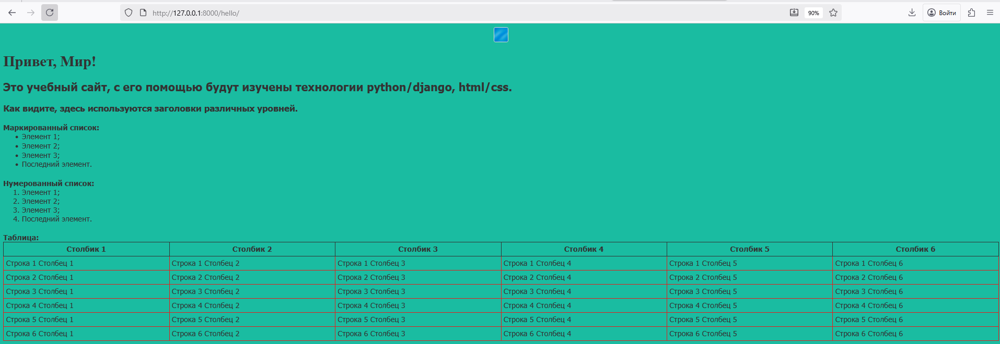 http://127.0.0.1:8000/hello/ 90% Войти
Привет, Мир!
Это учебный сайт, с его помощью будут изучены технологии python/django, html/css.
Как видите, здесь используются заголовки различных уровней.
Маркированный список:
• Элемент 1;
• Элемент 2;
• Элемент 3;
• Последний элемент.
Нумерованный список:
1. Элемент 1;
2. Элемент 2;
3. Элемент 3;
4. Последний элемент.
Таблица:
Столбик 1 Столбик 2 Столбик 3 Столбик 4 Столбик 5 Столбик 6
Строка 1 Столбец 1 Строка 1 Столбец 2 Строка 1 Столбец 3 Строка 1 Столбец 4 Строка 1 Столбец 5 Строка 1 Столбец 6
Строка 2 Столбец 1 Строка 2 Столбец 2 Строка 2 Столбец 3 Строка 2 Столбец 4 Строка 2 Столбец 5 Строка 2 Столбец 6
Строка 3 Столбец 1 Строка 3 Столбец 2 Строка 3 Столбец 3 Строка 3 Столбец 4 Строка 3 Столбец 5 Строка 3 Столбец 6
Строка 4 Столбец 1 Строка 4 Столбец 2 Строка 4 Столбец 3 Строка 4 Столбец 4 Строка 4 Столбец 5 Строка 4 Столбец 6
Строка 5 Столбец 1 Строка 5 Столбец 2 Строка 5 Столбец 3 Строка 5 Столбец 4 Строка 5 Столбец 5 Строка 5 Столбец 6
Строка 6 Столбец 1 Строка 6 Столбец 2 Строка 6 Столбец 3 Строка 6 Столбец 4 Строка 6 Столбец 5 Строка 6 Столбец 6